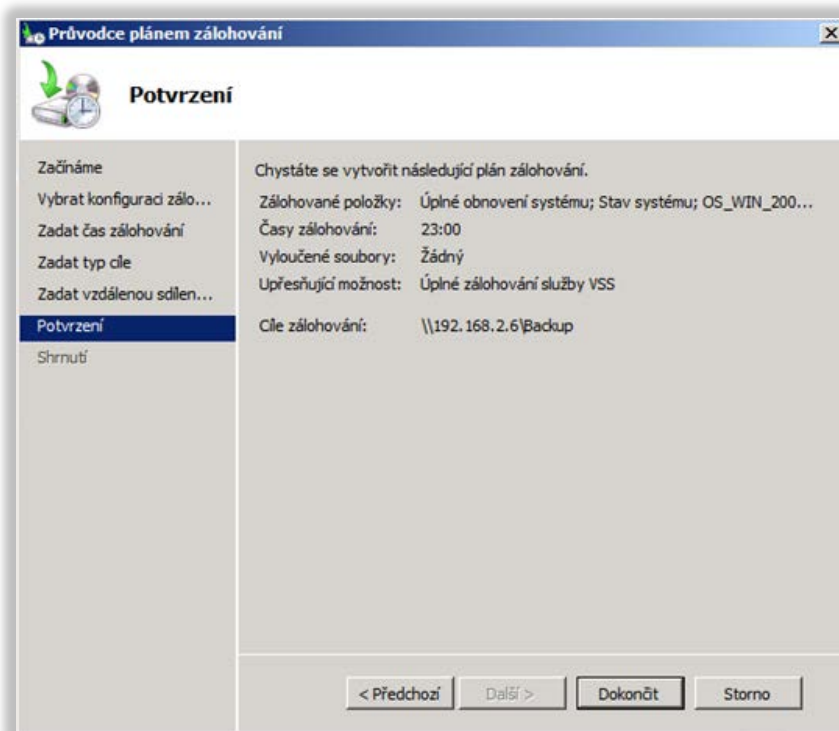 Průvodce plánem zálohování
Potvrzení
Začínáme
Vybrat konfiguraci zálo...
Zadat čas zálohování
Zadat typ cíle
Zadat vzdálenou sdílen...
Potvrzení
Shrnutí
Chystáte se vytvořit následující plán zálohování.
Zálohované položky: Úplné obnovení systému; Stav systému; OS_WIN_200...
Časy zálohování: 23:00
Vyloučené soubory: Žádný
Upřesňující možnost: Úplné zálohování služby VSS
Cíle zálohování: \\192.168.2.6\Backup
< Předchozí Další > Dokončit Storno